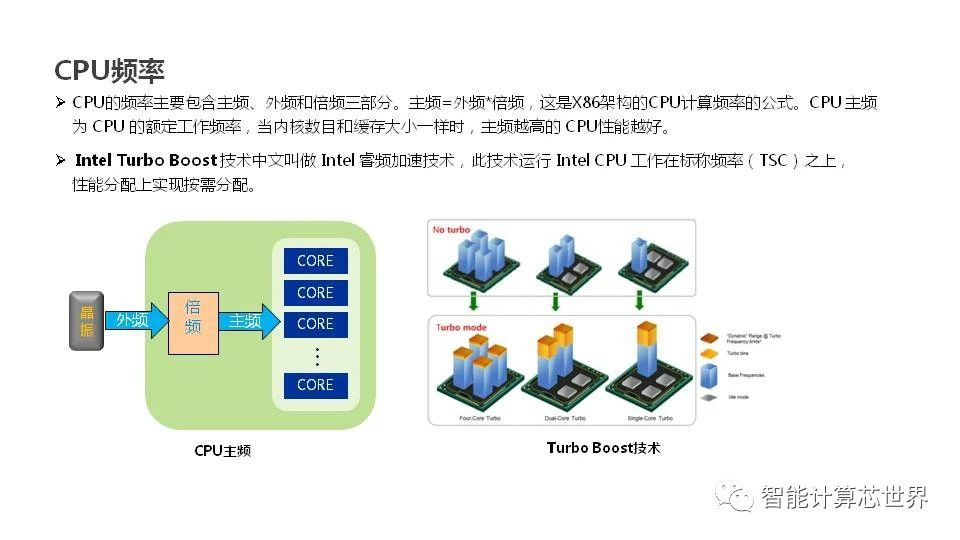 CPU频率
➢ CPU的频率主要包含主频、外频和倍频三部分。主频=外频*倍频，这是X86架构的CPU计算频率的公式。CPU 主频
为 CPU 的额定工作频率，当内核数目和缓存大小一样时，主频越高的 CPU性能越好。
➢ Intel Turbo Boost 技术中文叫做 Intel 睿频加速技术，此技术运行 Intel CPU 工作在标称频率（TSC）之上，
性能分配上实现按需分配。
晶振
外频
倍频
主频
CORE
CORE
CORE
CORE
CPU主频
No turbo
Turbo mode
Four-Core Turbo
Dual-Core Turbo
Single-Core Turbo
"Dynamic" Range @ Turbo
Frequency limits*
Turbo bins
Base Frequencies
Idle mode
Turbo Boost技术
智能计算芯世界